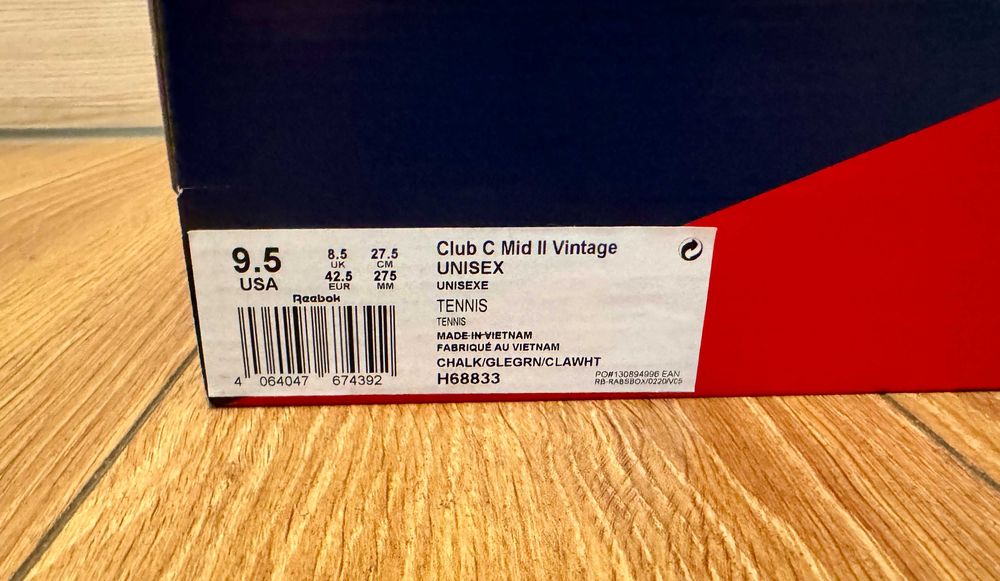 9.5
USA
8.5
UK
42.5
EUR
27.5
CM
275
MM
Reebok
4 064047 674392
Club C Mid II Vintage
UNISEX
UNISEXE
TENNIS
TENNIS
MADE IN VIETNAM
FABRIQUÉ AU VIETNAM
CHALK/GLEGRN/CLAWHT
H68833
PO#130894996 EAN
RB-RABSBOX/0220/V05